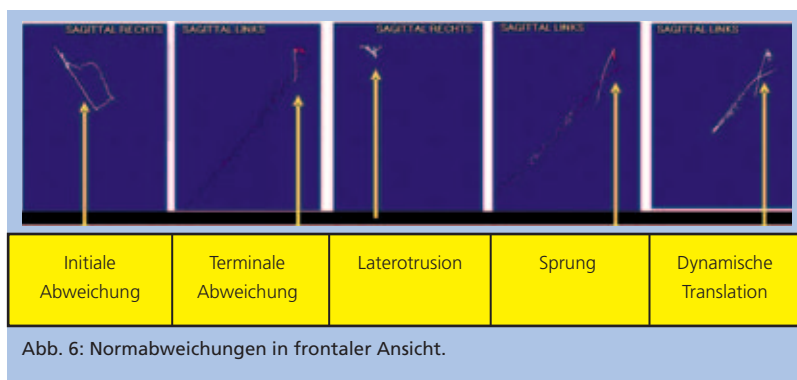 SAGITTAL RECHTS
SAGITTAL LINKS
SAGITTAL RECHTS
SAGITTAL LINKS
SAGITTAL LINKS
Initiale
Abweichung
Terminale
Abweichung
Laterotrusion
Sprung
Dynamische
Translation
Abb. 6: Normabweichungen in frontaler Ansicht.